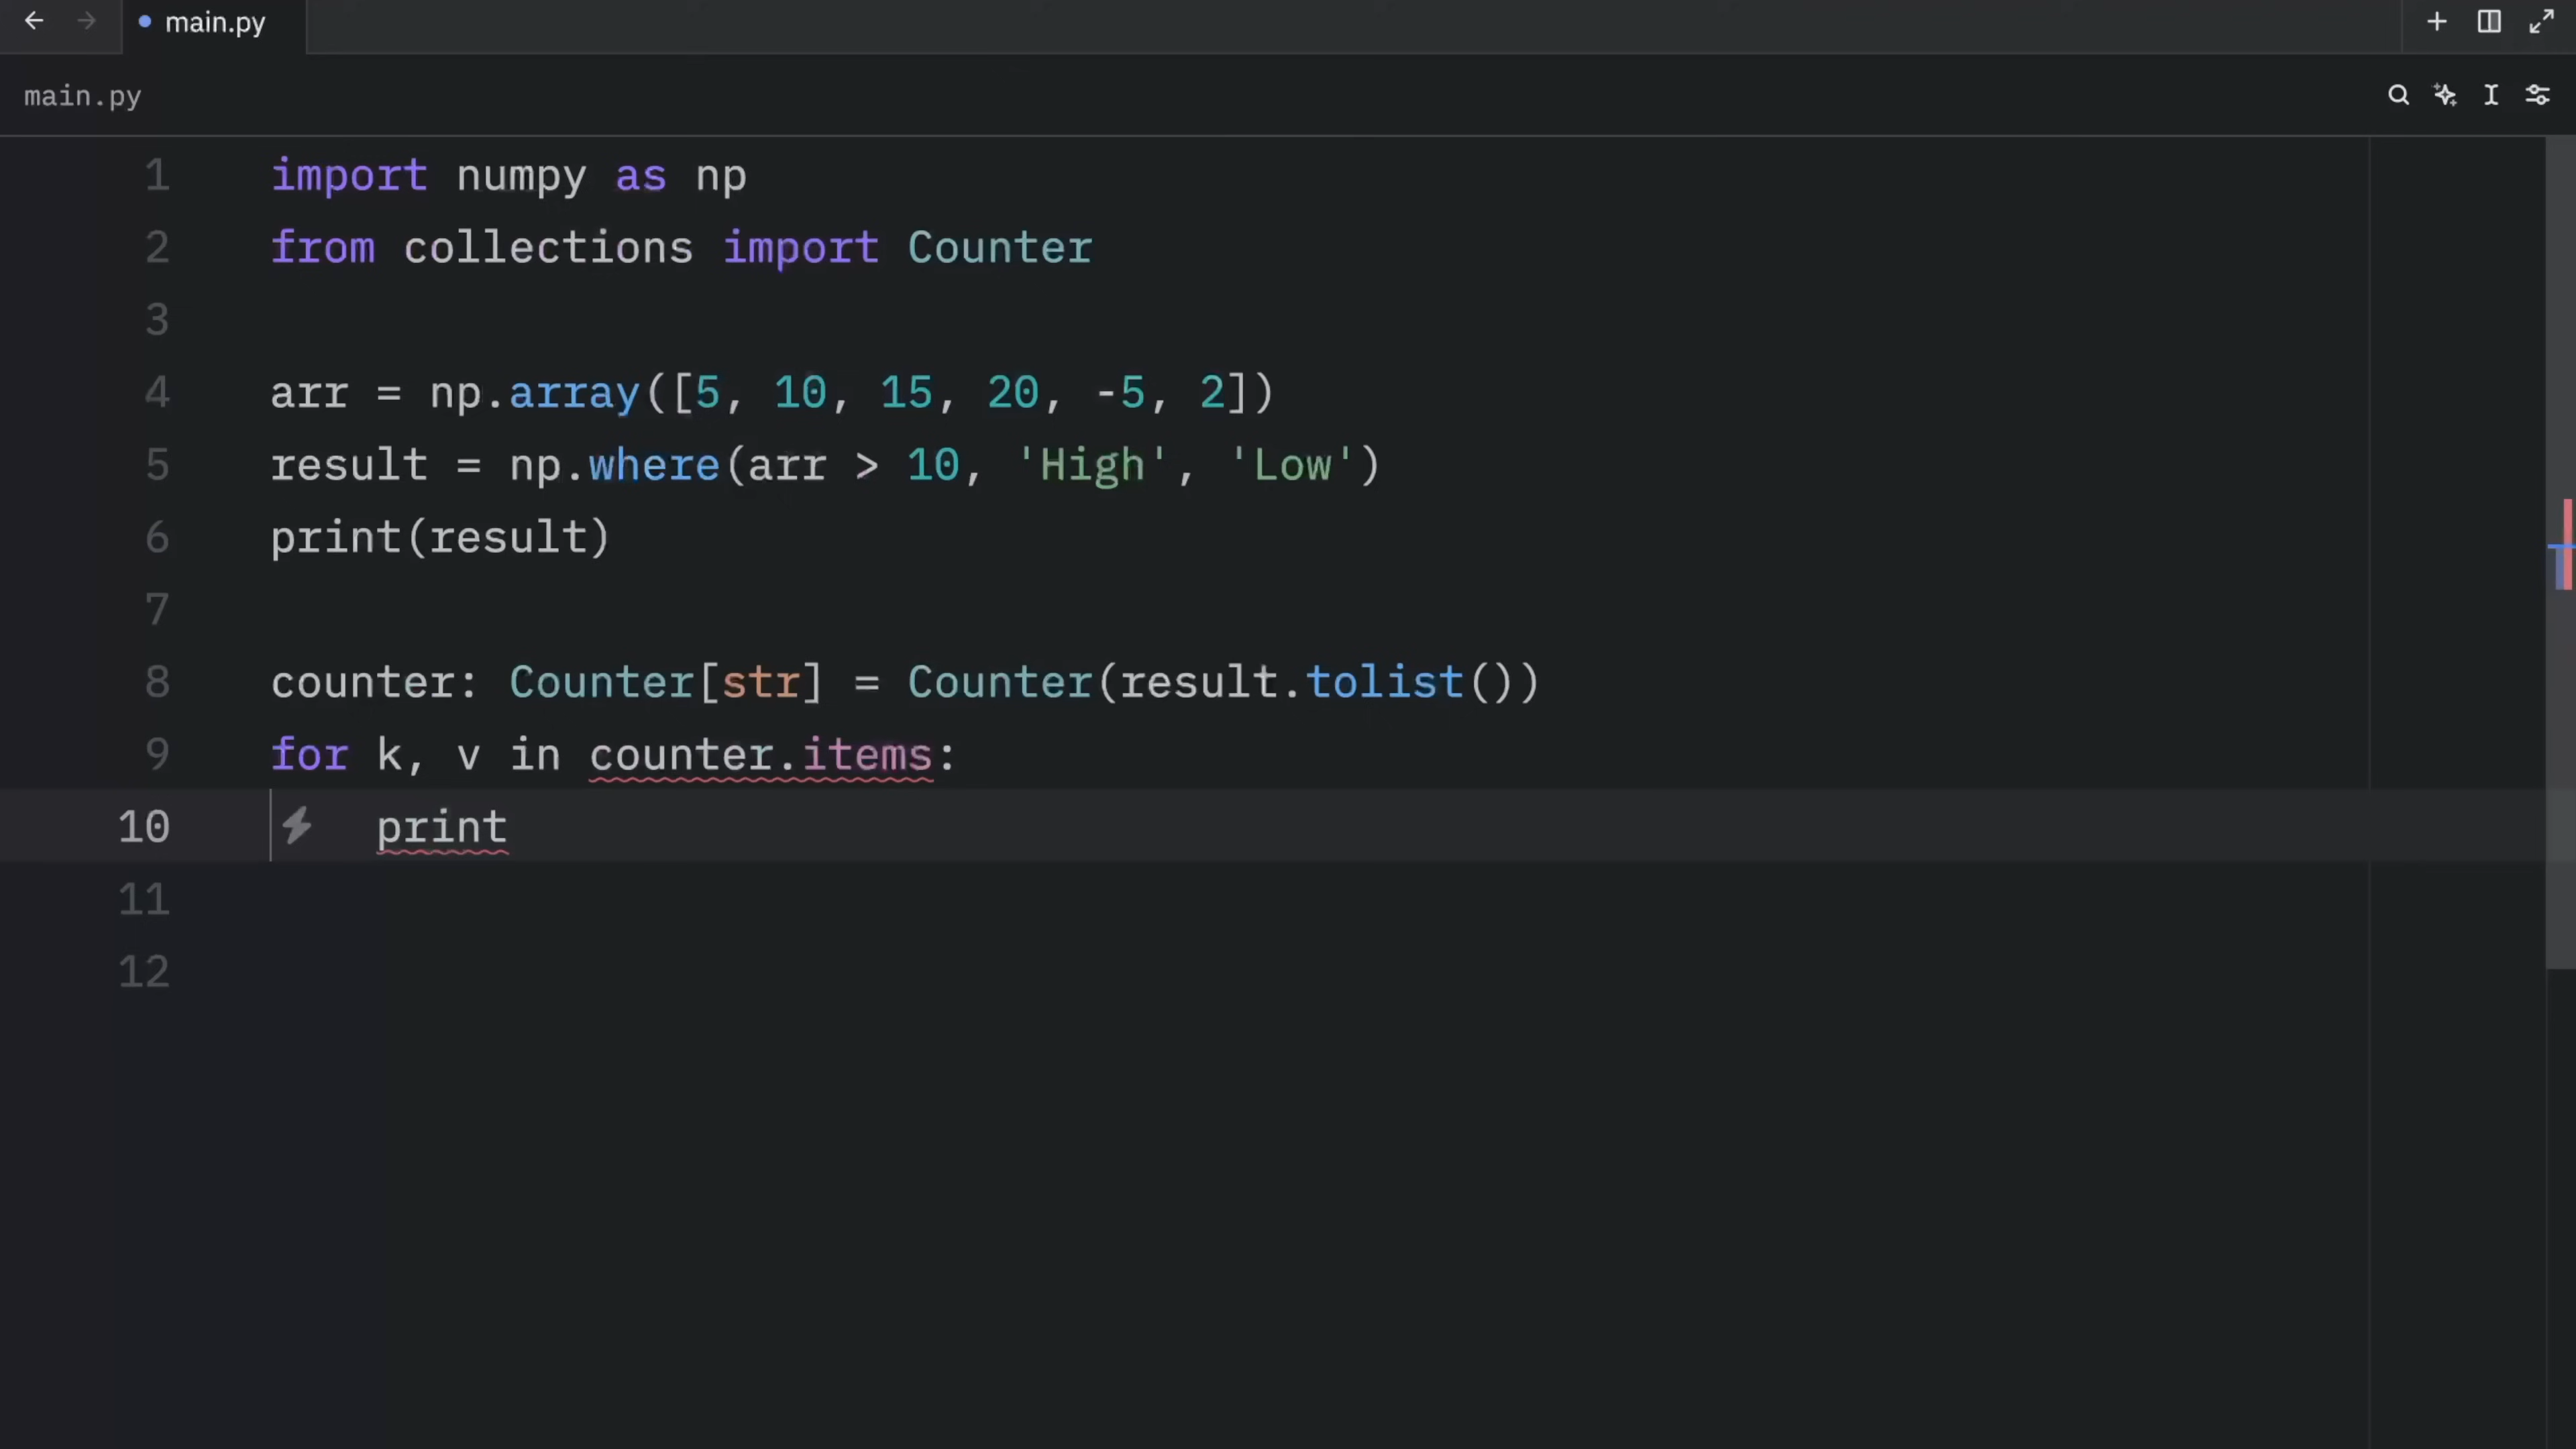 main.py
main.py
1 import numpy as np
2 from collections import Counter
3
4 arr = np.array([5, 10, 15, 20, -5, 2])
5 result = np.where(arr > 10, 'High', 'Low')
6 print(result)
7
8 counter: Counter[str] = Counter(result.tolist())
9 for k, v in counter.items:
10     print
11
12